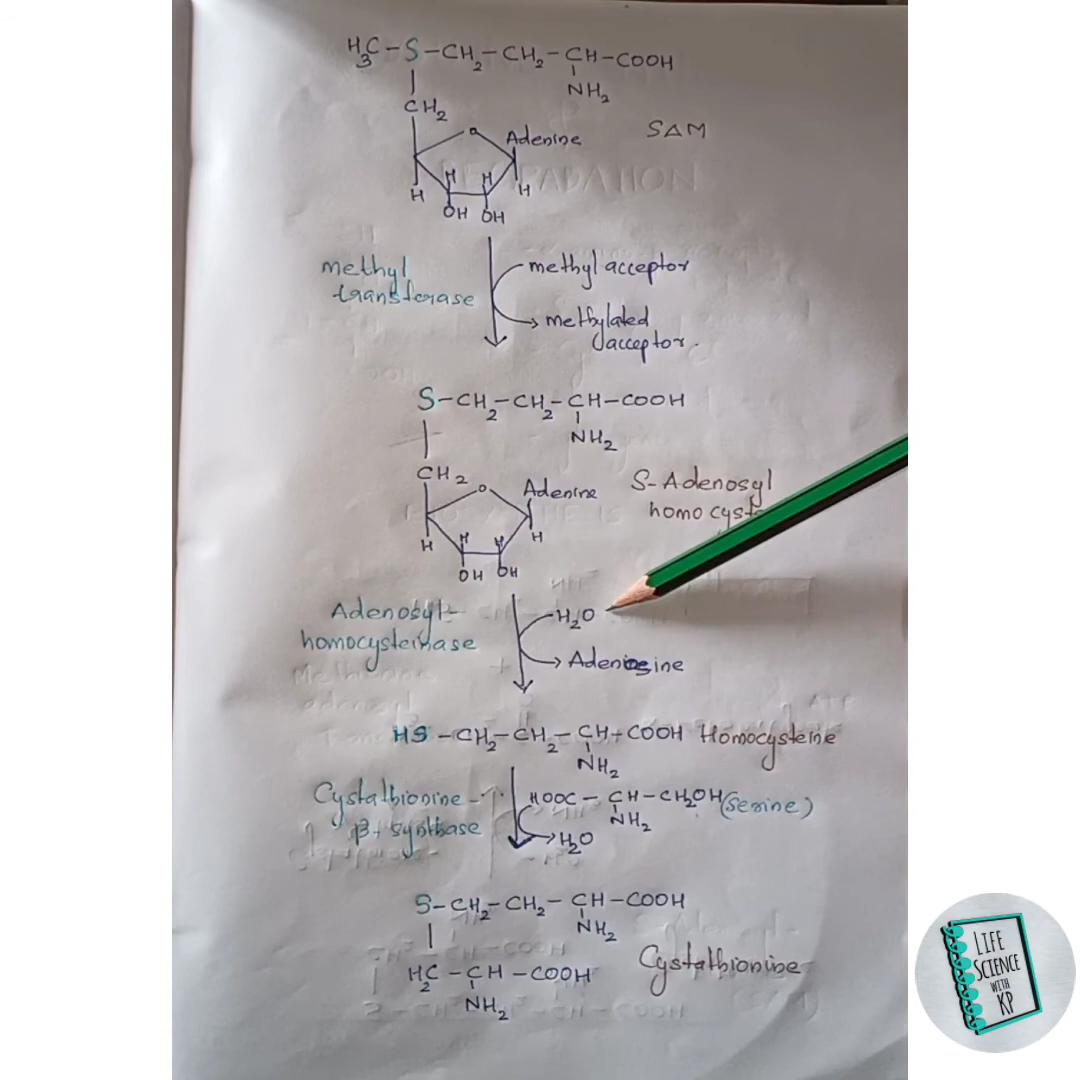 H3C-S-CH2-CH2-CH-COOH
NH2
CH2
O Adenine
SAM
H H H H
OH OH
methyl transferase
methyl acceptor
methylated acceptor.
S-CH2-CH2-CH-COOH
NH2
CH2
O Adenine
S-Adenosyl
homo
H H H H
OH OH
Adenosyl-
homocysteinase
H2O
HS-CH2-CH2-CH-COOH Homocysteine
NH2
Cystathionine-
β-synthase
HOOC-CH-CH2OH (Serine)
NH2
H2O
S-CH2-CH2-CH-COOH
NH2
H2C-CH-COOH
NH2
Cystathionine
LIFE
SCIENCE
WITH
KP